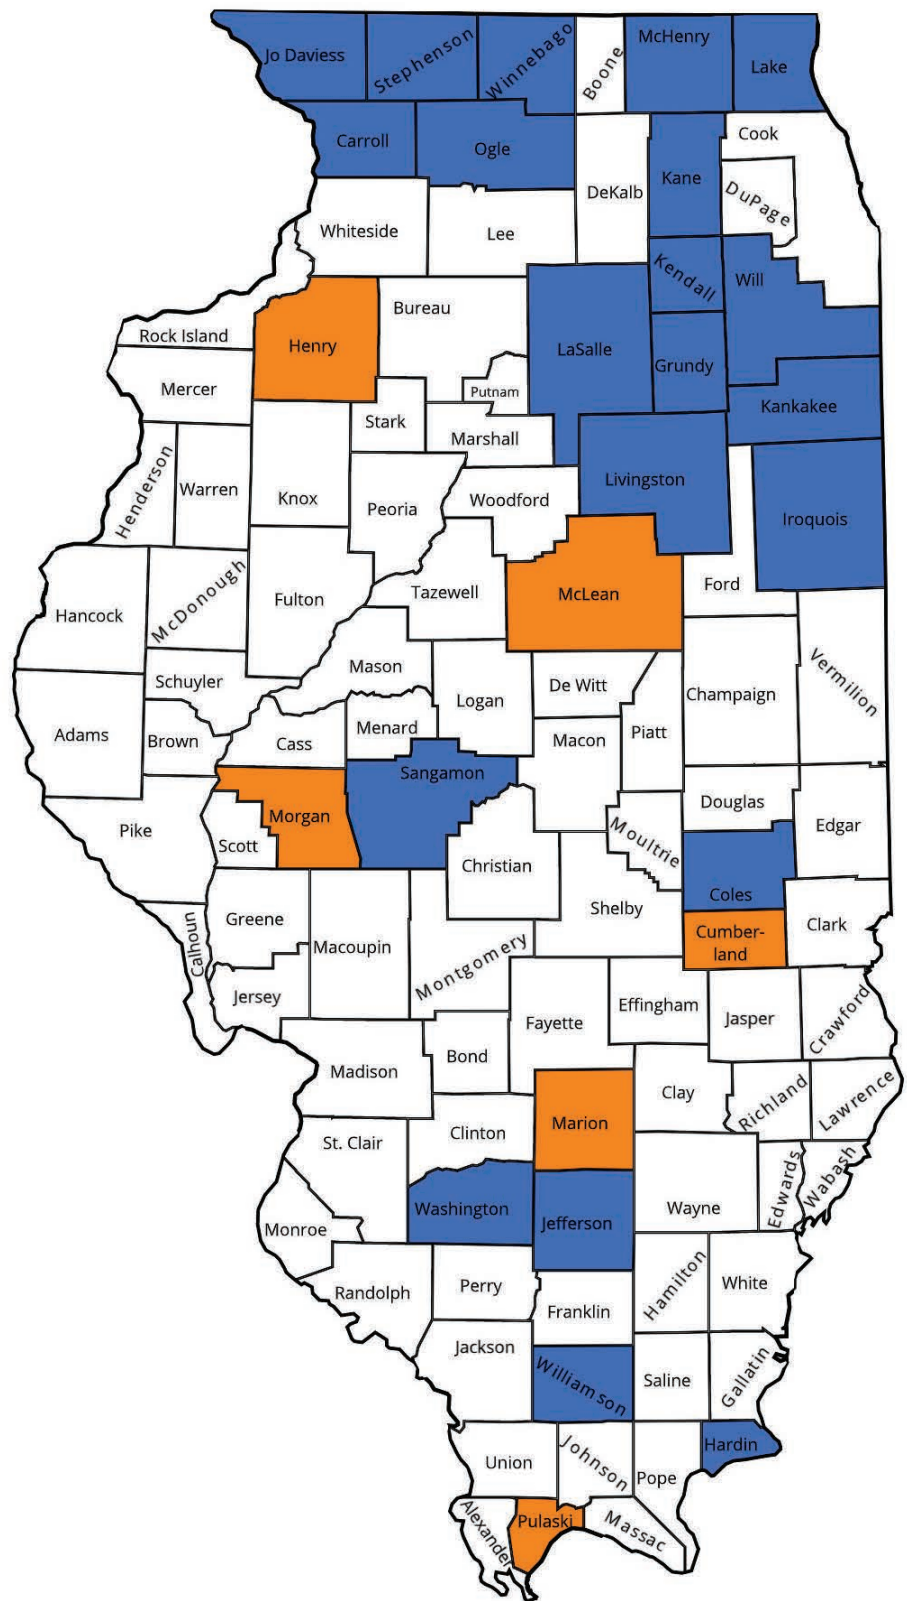 Jo Daviess
Stephenson
Winnebago
Boone
McHenry
Lake
Carroll
Ogle
DeKalb
Kane
Cook
DuPage
Whiteside
Lee
Kendall
Will
Rock Island
Henry
Bureau
LaSalle
Grundy
Mercer
Putnam
Kankakee
Stark
Marshall
Henderson
Warren
Knox
Peoria
Woodford
Livingston
Iroquois
Hancock
McDonough
Fulton
Tazewell
McLean
Ford
Schuyler
Mason
Logan
De Witt
Champaign
Vermilion
Adams
Brown
Cass
Menard
Macon
Piatt
Sangamon
Douglas
Edgar
Pike
Scott
Morgan
Christian
Moultrie
Coles
Calhoun
Greene
Macoupin
Montgomery
Shelby
Cumber-
land
Clark
Jersey
Fayette
Effingham
Jasper
Crawford
Madison
Bond
Clay
Richland
Lawrence
St. Clair
Clinton
Marion
Wayne
Edwards
Wabash
Monroe
Washington
Jefferson
Randolph
Perry
Franklin
Hamilton
White
Jackson
Williamson
Saline
Gallatin
Union
Johnson
Pope
Hardin
Alexander
Pulaski
Massac